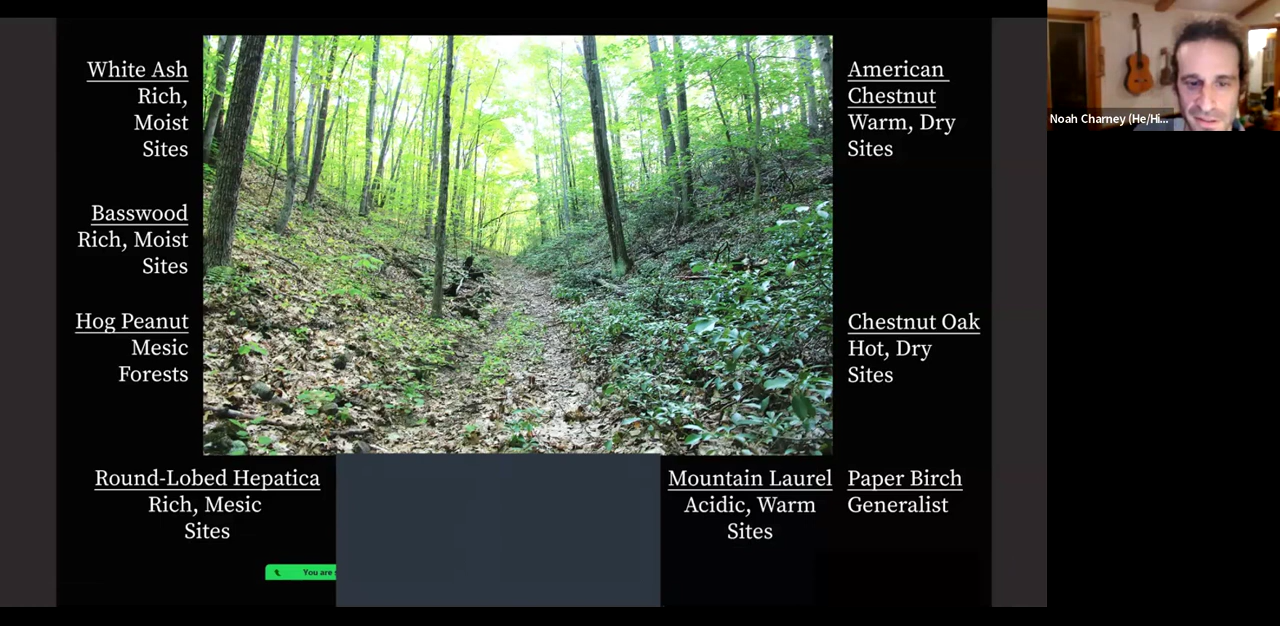 White Ash
Rich,
Moist
Sites
Basswood
Rich, Moist
Sites
Hog Peanut
Mesic
Forests
Round-Lobed Hepatica
Rich, Mesic
Sites
American
Chestnut
Warm, Dry
Sites
Chestnut Oak
Hot, Dry
Sites
Mountain Laurel
Acidic, Warm
Sites
Paper Birch
Generalist
You are
Noah Charney (He/Hi...